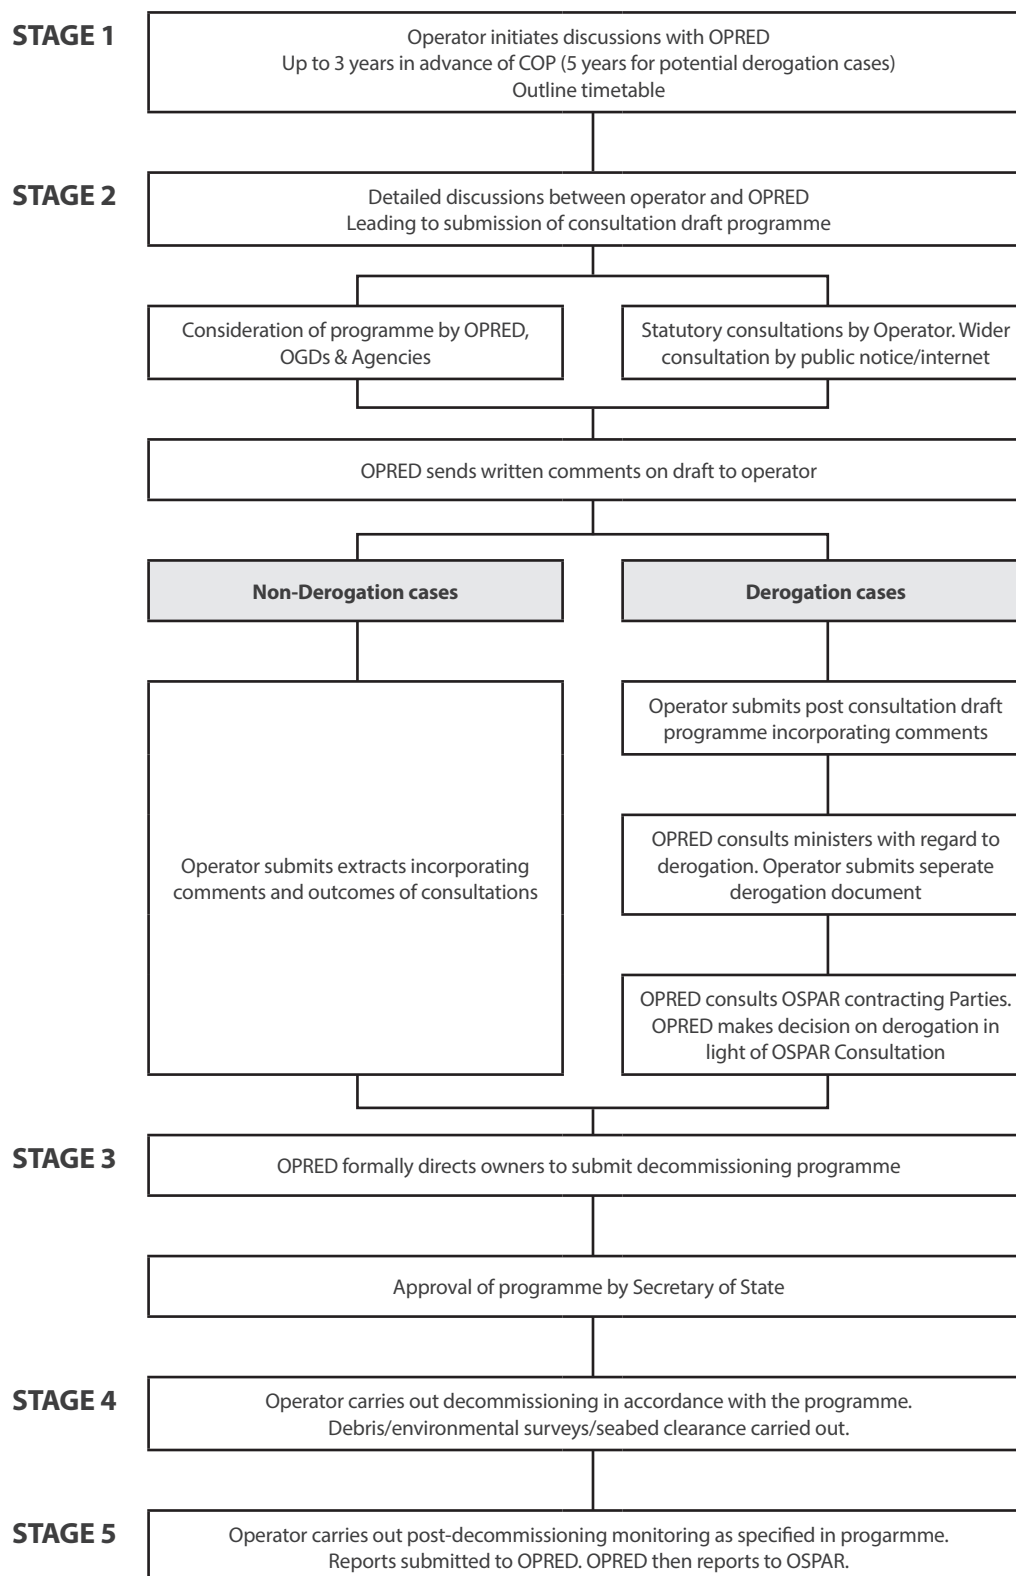 STAGE 1
Operator initiates discussions with OPRED
Up to 3 years in advance of COP (5 years for potential derogation cases)
Outline timetable
STAGE 2
Detailed discussions between operator and OPRED
Leading to submission of consultation draft programme
Consideration of programme by OPRED,
OGDs & Agencies
Statutory consultations by Operator. Wider
consultation by public notice/internet
OPRED sends written comments on draft to operator
Non-Derogation cases
Operator submits extracts incorporating
comments and outcomes of consultations
Derogation cases
Operator submits post consultation draft
programme incorporating comments
OPRED consults ministers with regard to
derogation. Operator submits seperate
derogation document
OPRED consults OSPAR contracting Parties.
OPRED makes decision on derogation in
light of OSPAR Consultation
STAGE 3
OPRED formally directs owners to submit decommissioning programme
Approval of programme by Secretary of State
STAGE 4
Operator carries out decommissioning in accordance with the programme.
Debris/environmental surveys/seabed clearance carried out.
STAGE 5
Operator carries out post-decommissioning monitoring as specified in progarmme.
Reports submitted to OPRED. OPRED then reports to OSPAR.